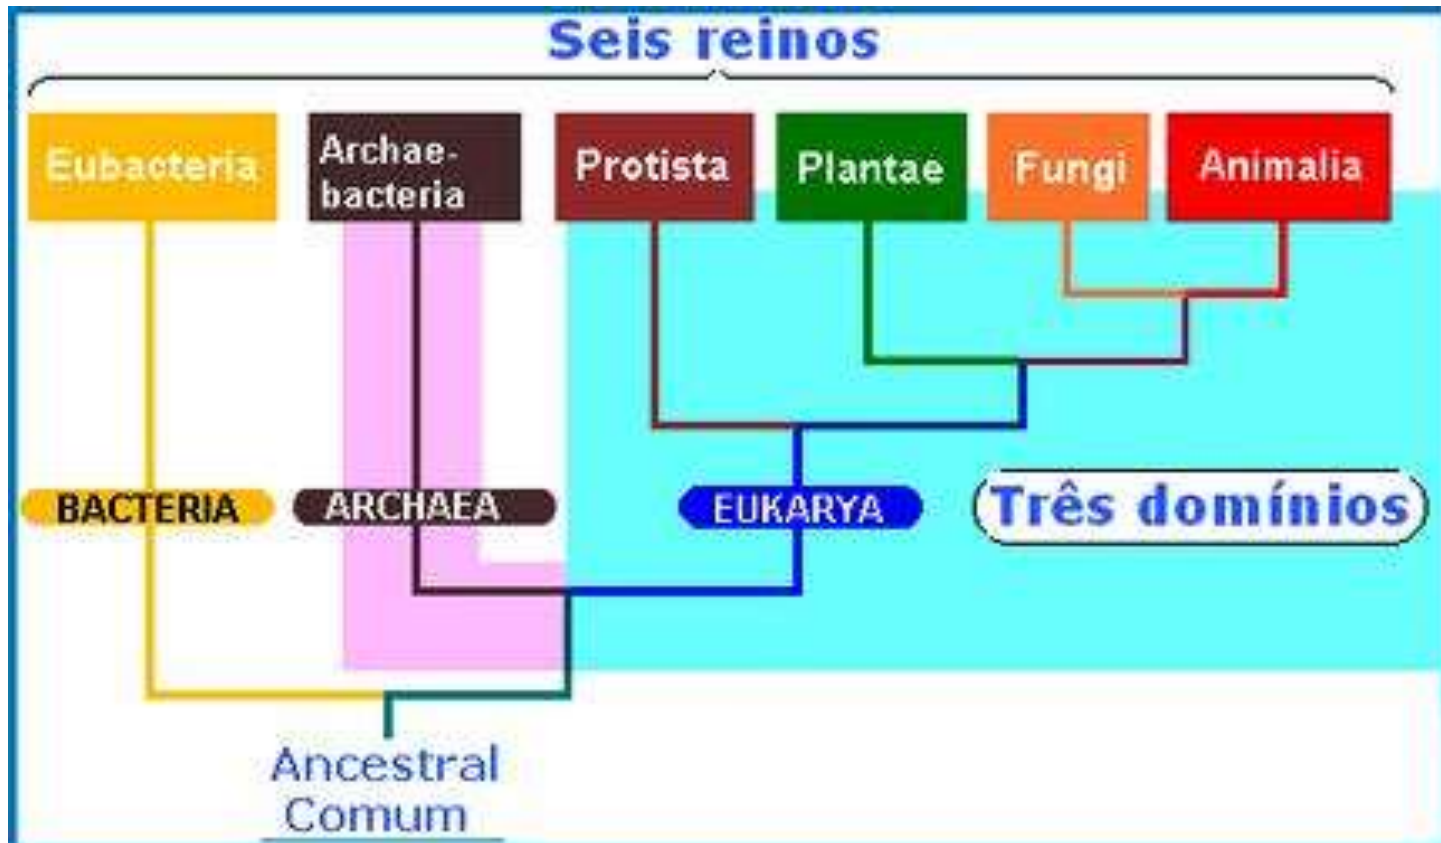 Seis reinos
Eubacteria
Archae-
bacteria
Protista
Plantae
Fungi
Animalia
BACTERIA
ARCHAEA
EUKARYA
Três domínios
Ancestral
Comum